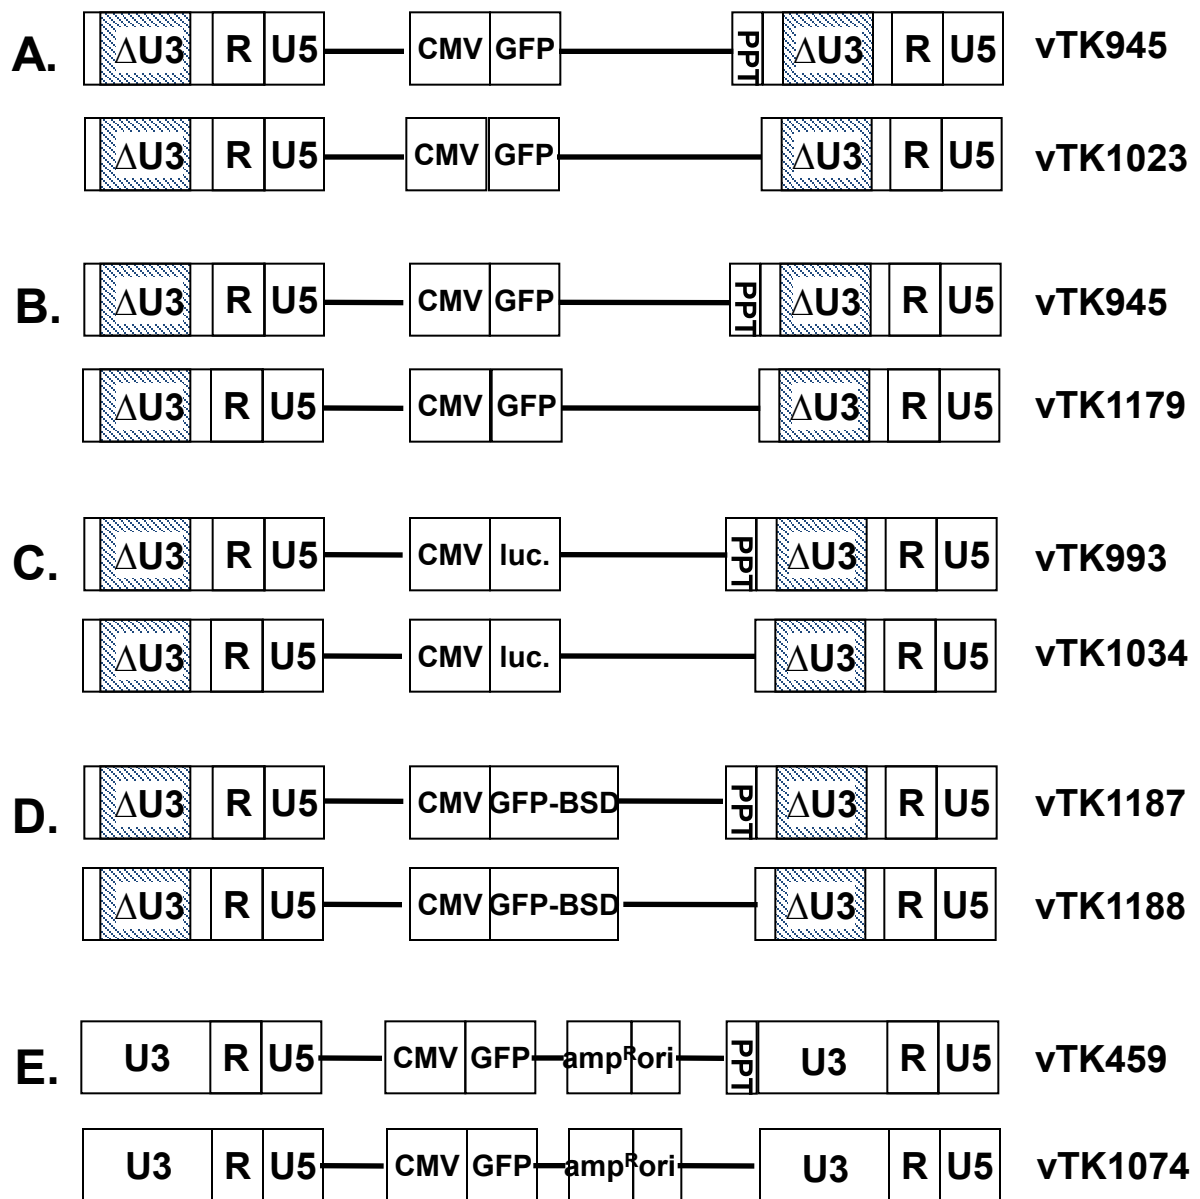 A. ΔU3 R U5 CMV GFP PPT ΔU3 R U5 vTK945
ΔU3 R U5 CMV GFP ΔU3 R U5 vTK1023
B. ΔU3 R U5 CMV GFP PPT ΔU3 R U5 vTK945
ΔU3 R U5 CMV GFP ΔU3 R U5 vTK1179
C. ΔU3 R U5 CMV luc. PPT ΔU3 R U5 vTK993
ΔU3 R U5 CMV luc. ΔU3 R U5 vTK1034
D. ΔU3 R U5 CMV GFP-BSD PPT ΔU3 R U5 vTK1187
ΔU3 R U5 CMV GFP-BSD ΔU3 R U5 vTK1188
E. U3 R U5 CMV GFP ampᴿ ori PPT U3 R U5 vTK459
U3 R U5 CMV GFP ampᴿ ori U3 R U5 vTK1074